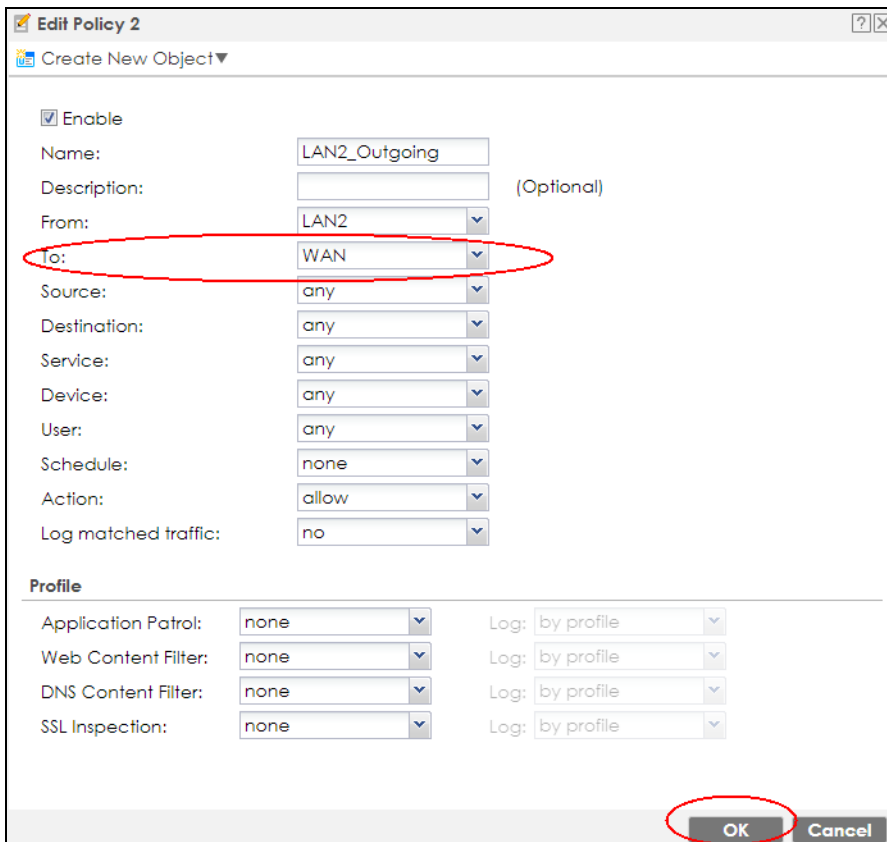 Edit Policy 2
Create New Object
Enable
Name: LAN2_Outgoing
Description: (Optional)
From: LAN2
To: WAN
Source: any
Destination: any
Service: any
Device: any
User: any
Schedule: none
Action: allow
Log matched traffic: no
Profile
Application Patrol: none Log: by profile
Web Content Filter: none Log: by profile
DNS Content Filter: none Log: by profile
SSL Inspection: none Log: by profile
OK Cancel